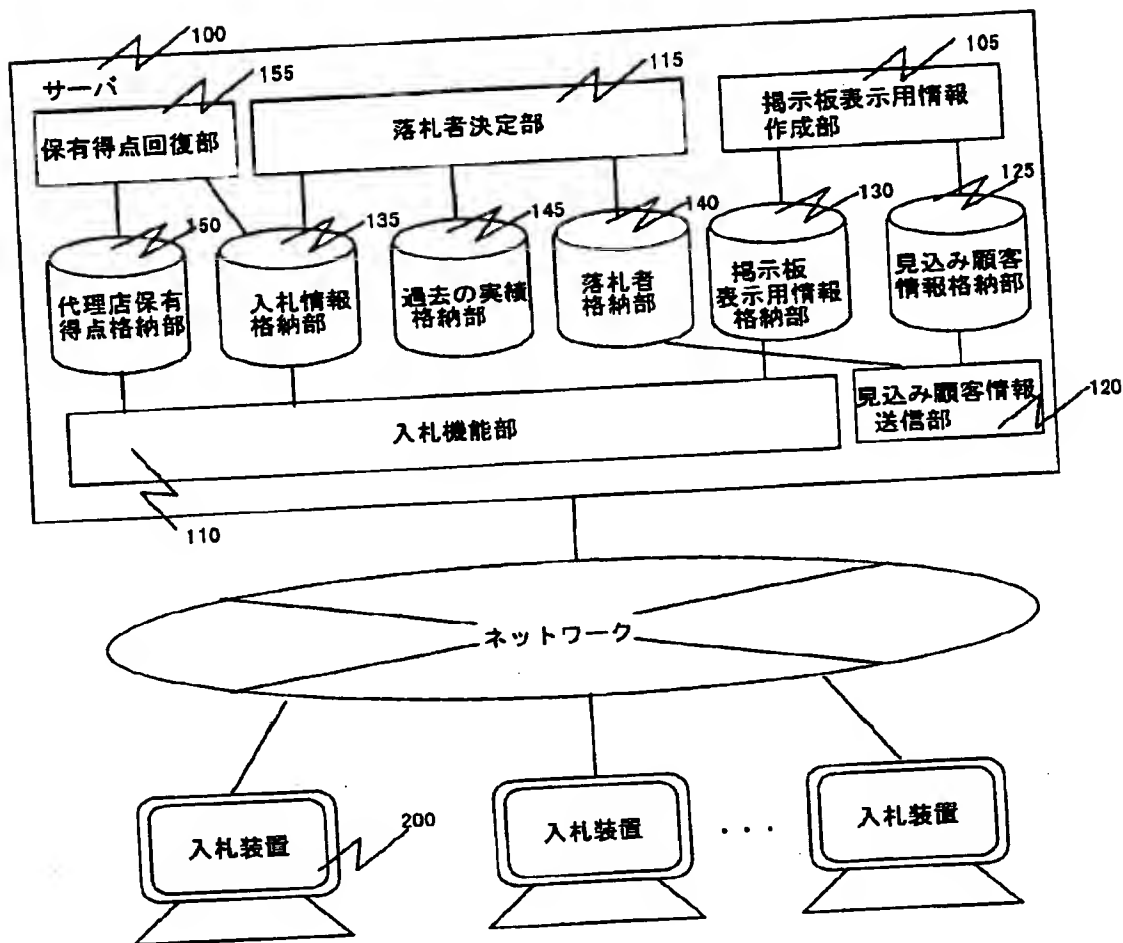 100
サーバ
155
115
105
保有得点回復部
落札者決定部
掲示板表示用情報
作成部
150
135
145
140
130
125
代理店保有
得点格納部
入札情報
格納部
過去の実績
格納部
落札者
格納部
掲示板
表示用情報
格納部
見込み顧客
情報格納部
入札機能部
見込み顧客情報
送信部
120
110
ネットワーク
入札装置
200
入札装置
...
入札装置